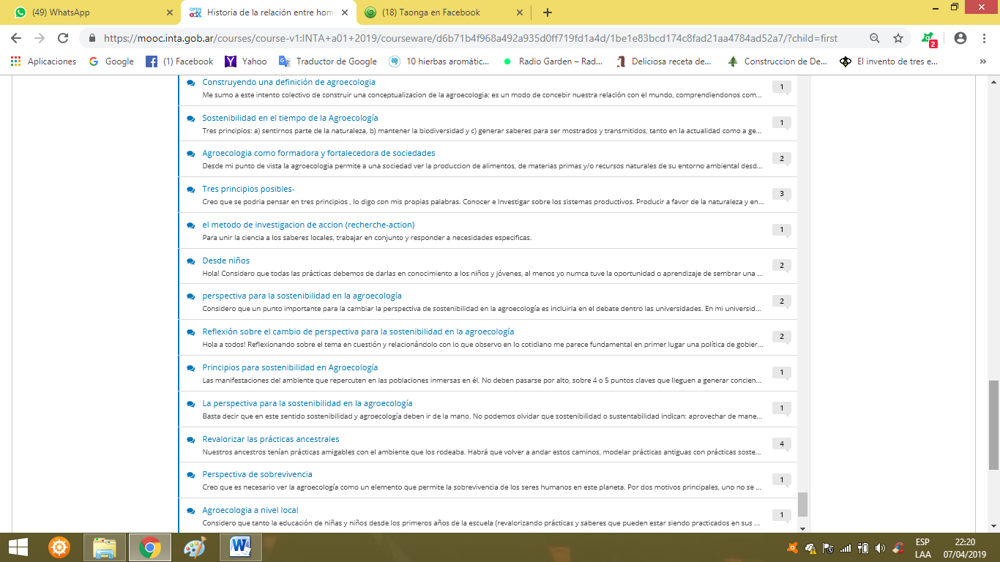 (49) WhatsApp
Historia de la relación entre hom
(18) Taonga en Facebook
https://mooc.inta.gob.ar/courses/course-v1:INTA+a01+2019/courseware/d6b71b4f968a492a935d0ff719fd1a4d/1be1e83bcd174c8fad21aa4784ad52a7/?child=first
2
Aplicaciones
Google
(1) Facebook
Yahoo
Traductor de Google
10 hierbas aromátic...
Radio Garden – Rad...
Deliciosa receta de...
Construccion de De...
El invento de tres e...
»
Construyendo una definición de agroecologia
1
Me sumo a este intento colectivo de construir una conceptualizacion de la agroecologia: es un modo de concebir nuestra relación con el mundo, comprendiendonos com...
Sostenibilidad en el tiempo de la Agroecología
1
Tres principios: a) sentirnos parte de la naturaleza, b) mantener la biodiversidad y c) generar saberes para ser mostrados y transmitidos, tanto en la actualidad como a ge...
Agroecologia como formadora y fortalecedora de sociedades
2
Desde mi punto de vista la agroecologia permite a una sociedad ver la produccion de alimentos, de materias primas y/o recursos naturales de su entorno ambiental desd...
Tres principios posibles-
3
Creo que se podria pensar en tres principios , lo digo con mis propias palabras. Conocer e Investigar sobre los sistemas productivos. Producir a favor de la naturaleza y en...
el metodo de investigacion de accion (recherche-action)
1
Para unir la ciencia a los saberes locales, trabajar en conjunto y responder a necesidades especificas.
Desde niños
2
Hola! Considero que todas las prácticas debemos de darlas en conocimiento a los niños y jóvenes, al menos yo numca tuve la oportunidad o aprendizaje de sembrar una ...
perspectiva para la sostenibilidad en la agroecología
2
Considero que un punto importante para la cambiar la perspectiva de sostenibilidad en la agroecología es incluirla en el debate dentro las universidades. En mi universid...
Reflexión sobre el cambio de perspectiva para la sostenibilidad en la agroecología
2
Hola a todos! Reflexionando sobre el tema en cuestión y relacionándolo con lo que observo en lo cotidiano me parece fundamental en primer lugar una política de gobier...
Principios para sostenibilidad en Agroecología
1
Las manifestaciones del ambiente que repercuten en las poblaciones inmersas en él. No deben pasarse por alto, sobre 4 o 5 puntos claves que lleguen a generar concien...
La perspectiva para la sostenibilidad en la agroecología
1
Basta decir que en este sentido sostenibilidad y agroecología deben ir de la mano. No podemos olvidar que sostenibilidad o sustentabilidad indican: aprovechar de mane...
Revalorizar las prácticas ancestrales
4
Nuestros ancestros tenían prácticas amigables con el ambiente que los rodeaba. Habrá que volver a andar estos caminos, modelar prácticas antiguas con prácticas soste...
Perspectiva de sobrevivencia
1
Creo que es necesario ver la agroecología como un elemento que permite la sobrevivencia de los seres humanos en este planeta. Por dos motivos principales, uno no se ...
Agroecologia a nivel local
1
Considero que tanto la educación de niñas y niños desde los primeros años de la escuela (revalorizando prácticas y saberes que pueden estar siendo practicados en sus ...
ESP
LAA
22:20
07/04/2019